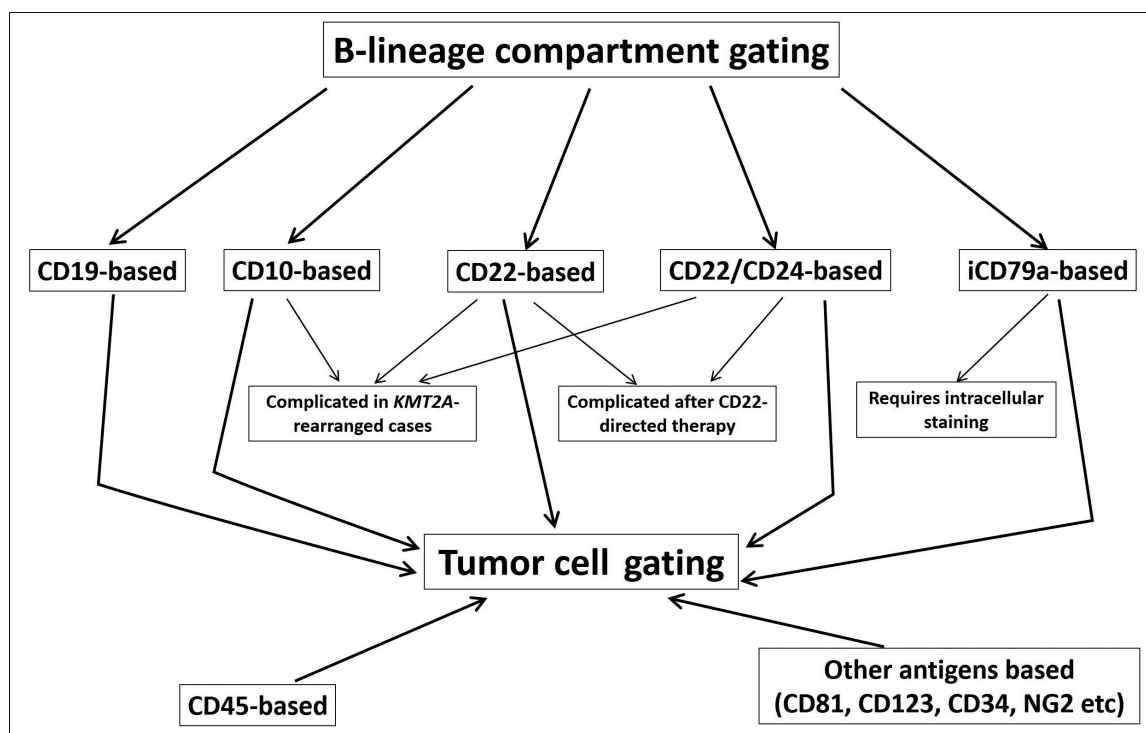 B-lineage compartment gating
CD19-based
CD10-based
CD22-based
CD22/CD24-based
iCD79a-based
Complicated in KMT2A-
rearranged cases
Complicated after CD22-
directed therapy
Requires intracellular
staining
Tumor cell gating
CD45-based
Other antigens based
(CD81, CD123, CD34, NG2 etc)